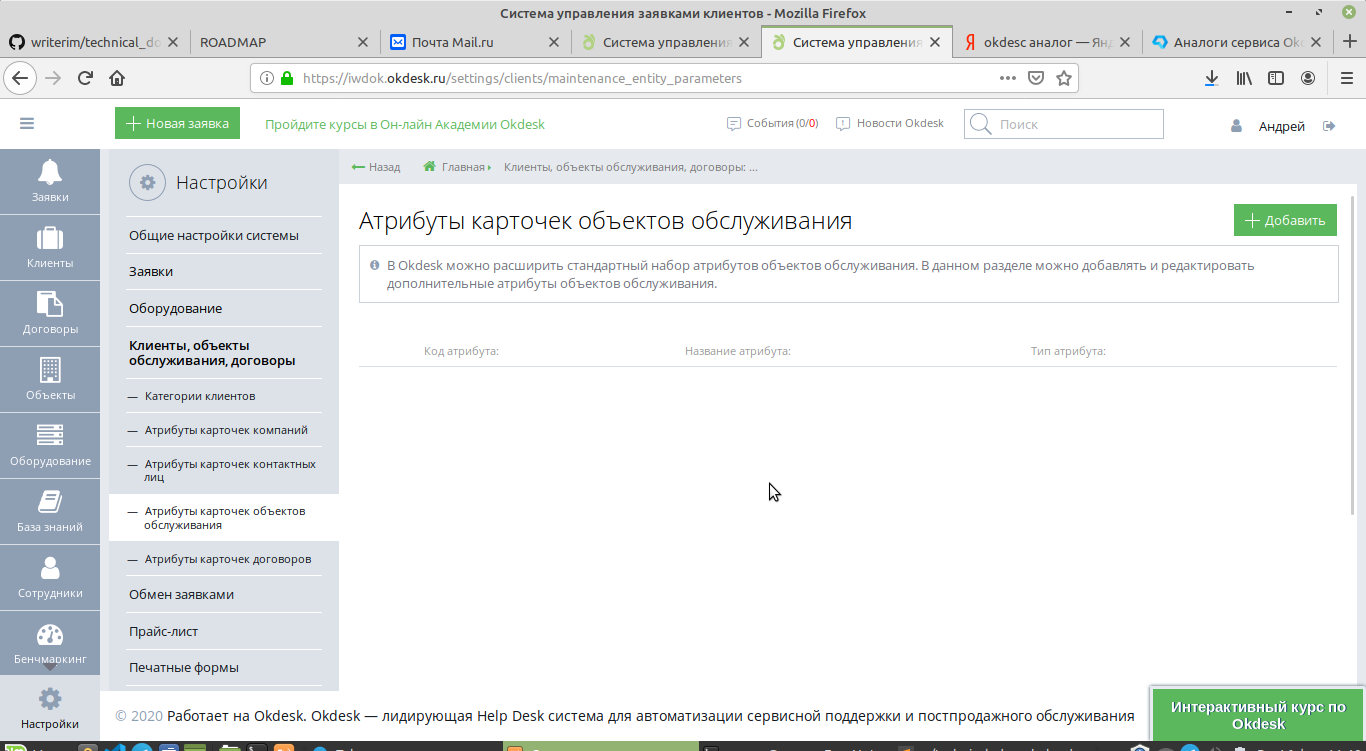 Система управления заявками клиентов - Mozilla Firefox
writerim/technical_do
ROADMAP
Почта Mail.ru
Система управления
Система управления
okdesc аналог — Янд
Аналоги сервиса Okd
https://iwdok.okdesk.ru/settings/clients/maintenance_entity_parameters
Новая заявка
Пройдите курсы в Он-лайн Академии Okdesk
События (0/0)
Новости Okdesk
Поиск
Андрей
Заявки
Клиенты
Договоры
Объекты
Оборудование
База знаний
Сотрудники
Бенчмаркинг
Настройки
Настройки
Общие настройки системы
Заявки
Оборудование
Клиенты, объекты
обслуживания, договоры
— Категории клиентов
— Атрибуты карточек компаний
— Атрибуты карточек контактных
лиц
— Атрибуты карточек объектов
обслуживания
— Атрибуты карточек договоров
Обмен заявками
Прайс-лист
Печатные формы
Назад
Главная
Клиенты, объекты обслуживания, договоры: ...
Атрибуты карточек объектов обслуживания
Добавить
В Okdesk можно расширить стандартный набор атрибутов объектов обслуживания. В данном разделе можно добавлять и редактировать
дополнительные атрибуты объектов обслуживания.
Код атрибута:
Название атрибута:
Тип атрибута:
© 2020 Работает на Okdesk. Okdesk — лидирующая Help Desk система для автоматизации сервисной поддержки и постпродажного обслуживания
Интерактивный курс по
Okdesk